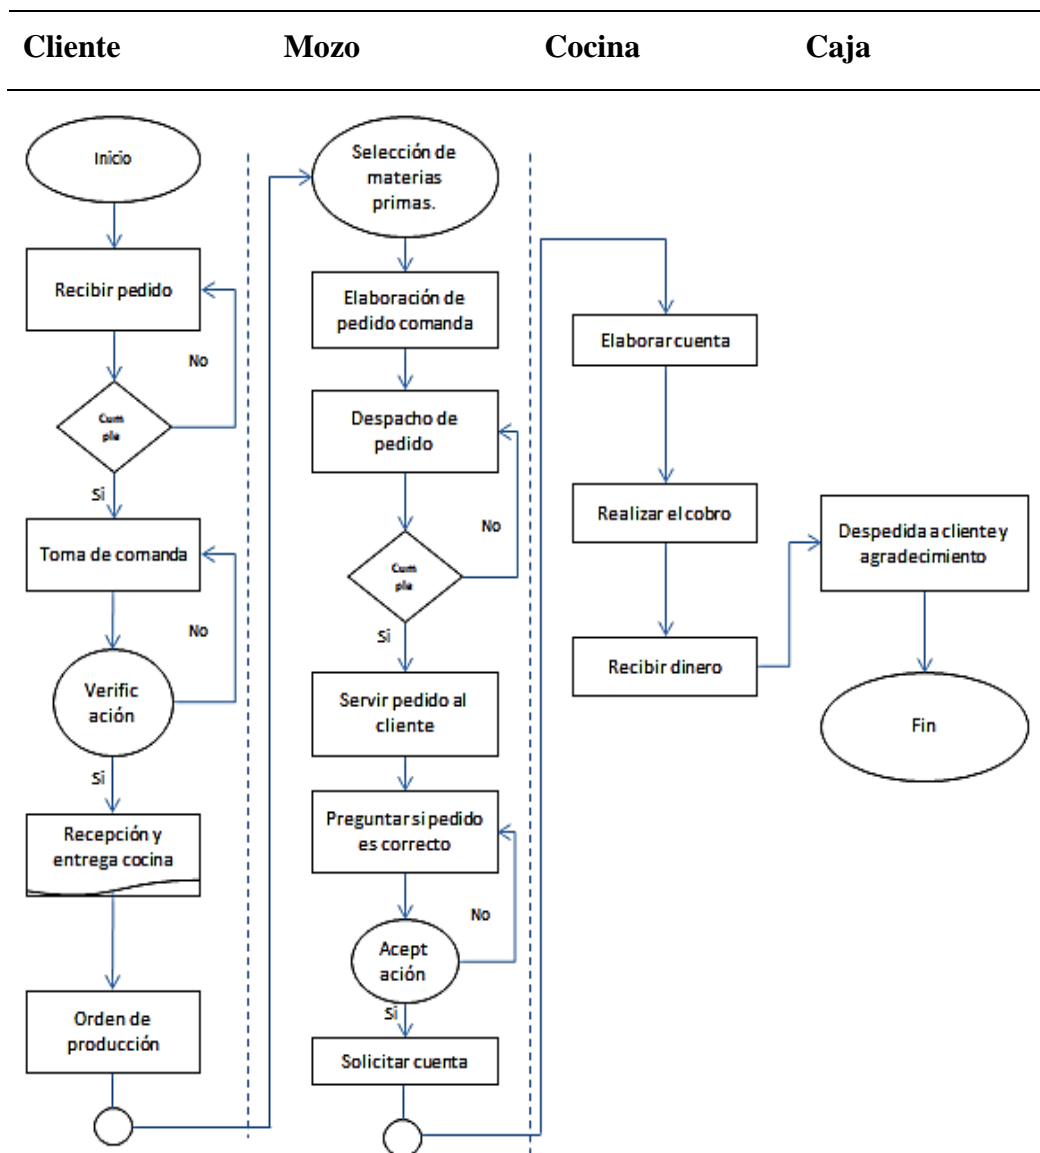 Cliente Mozo Cocina Caja
Inicio
Recibir pedido
No
Cum
ple
Si
Toma de comanda
No
Verific
ación
Si
Recepción y
entrega cocina
Orden de
producción
Selección de
materias
primas.
Elaboración de
pedido comanda
Despacho de
pedido
No
Cum
ple
Si
Servir pedido al
cliente
Preguntar si pedido
es correcto
No
Acept
ación
Si
Solicitar cuenta
Elaborar cuenta
Realizar el cobro
Recibir dinero
Despedida a cliente y
agradecimiento
Fin